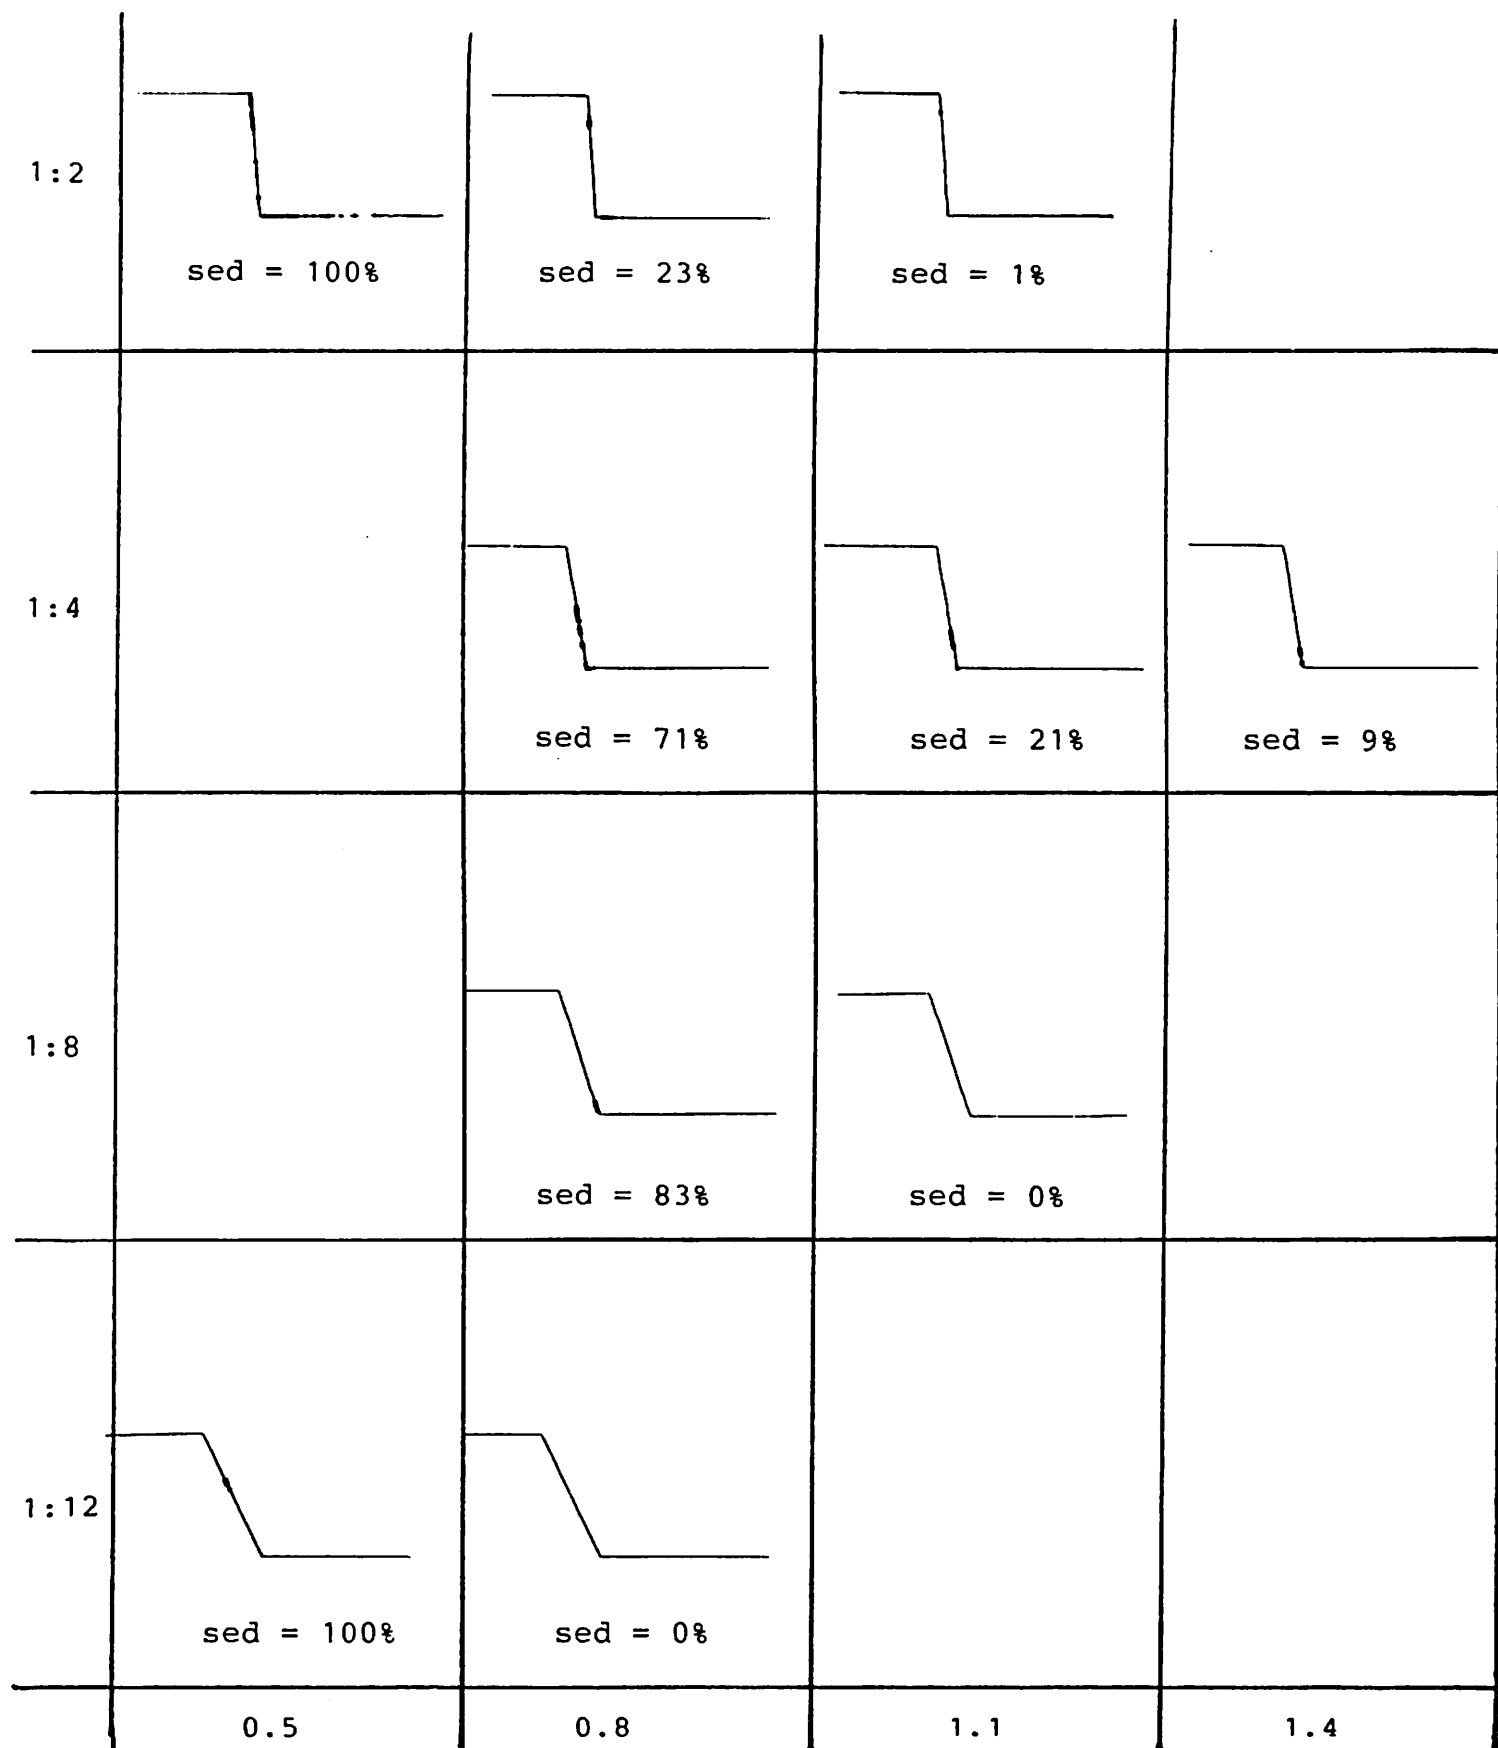 1:2
sed = 100% sed = 23% sed = 1%
1:4
sed = 71% sed = 21% sed = 9%
1:8
sed = 83% sed = 0%
1:12
sed = 100% sed = 0%
0.5 0.8 1.1 1.4